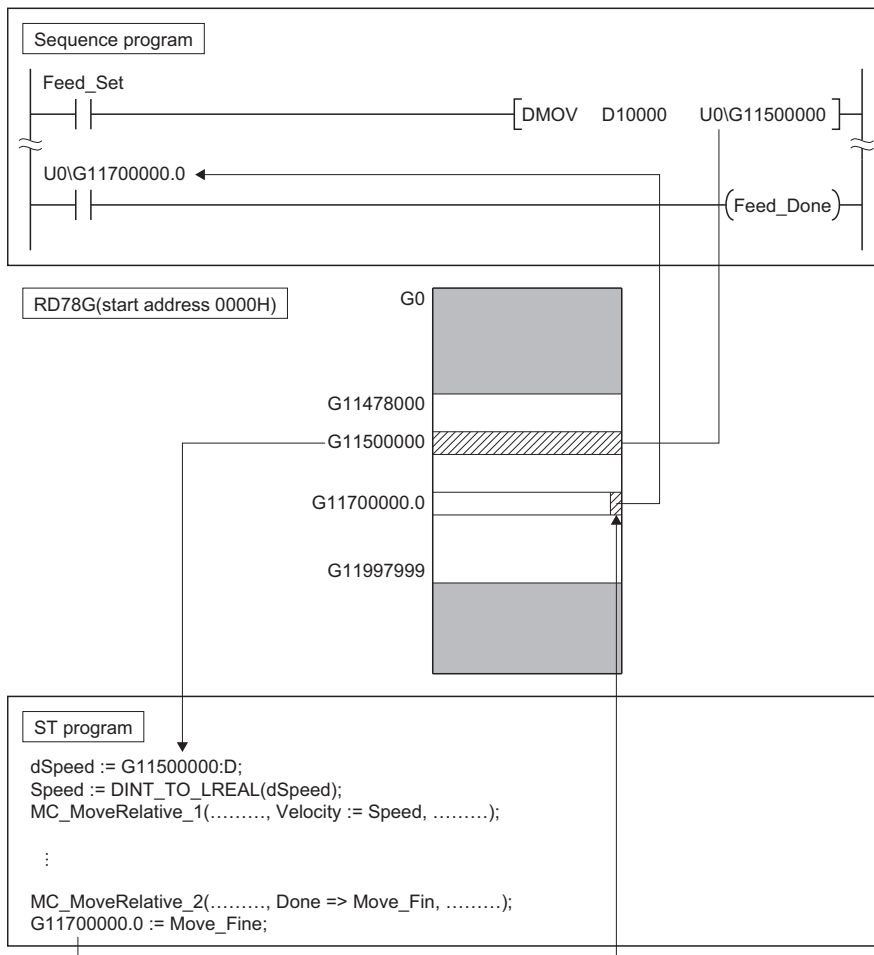 Sequence program
Feed_Set
DMOV D10000 U0\G11500000
U0\G11700000.0
Feed_Done
RD78G(start address 0000H)
G0
G11478000
G11500000
G11700000.0
G11997999
ST program
dSpeed := G11500000:D;
Speed := DINT_TO_LREAL(dSpeed);
MC_MoveRelative_1(………, Velocity := Speed, ………);
⋮
MC_MoveRelative_2(………, Done => Move_Fin, ………);
G11700000.0 := Move_Fine;